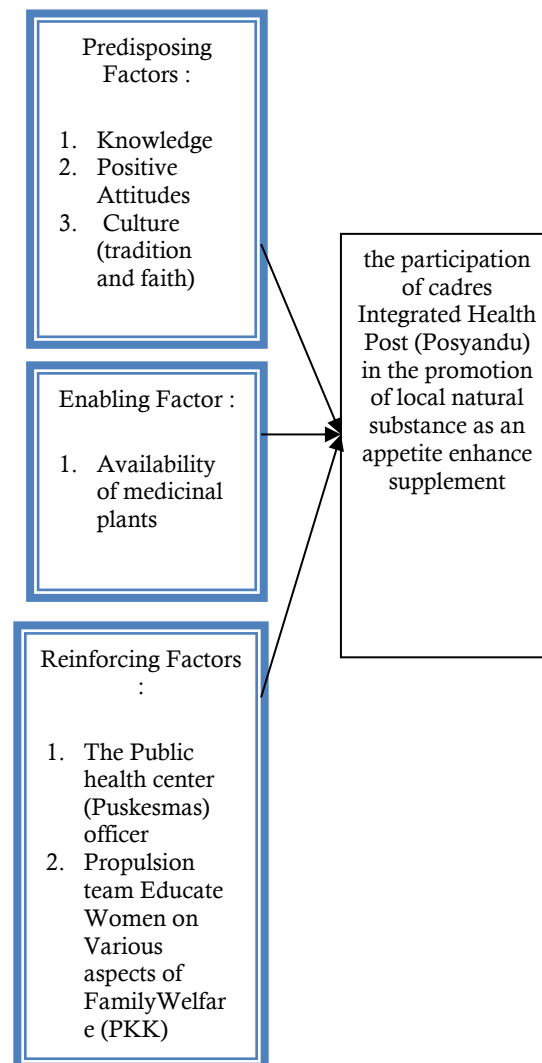 Predisposing
Factors :
1. Knowledge
2. Positive
Attitudes
3. Culture
(tradition
and faith)
Enabling Factor :
1. Availability
of medicinal
plants
Reinforcing Factors
:
1. The Public
health center
(Puskesmas)
officer
2. Propulsion
team Educate
Women on
Various
aspects of
FamilyWelfar
e (PKK)
the participation
of cadres
Integrated Health
Post (Posyandu)
in the promotion
of local natural
substance as an
appetite enhance
supplement